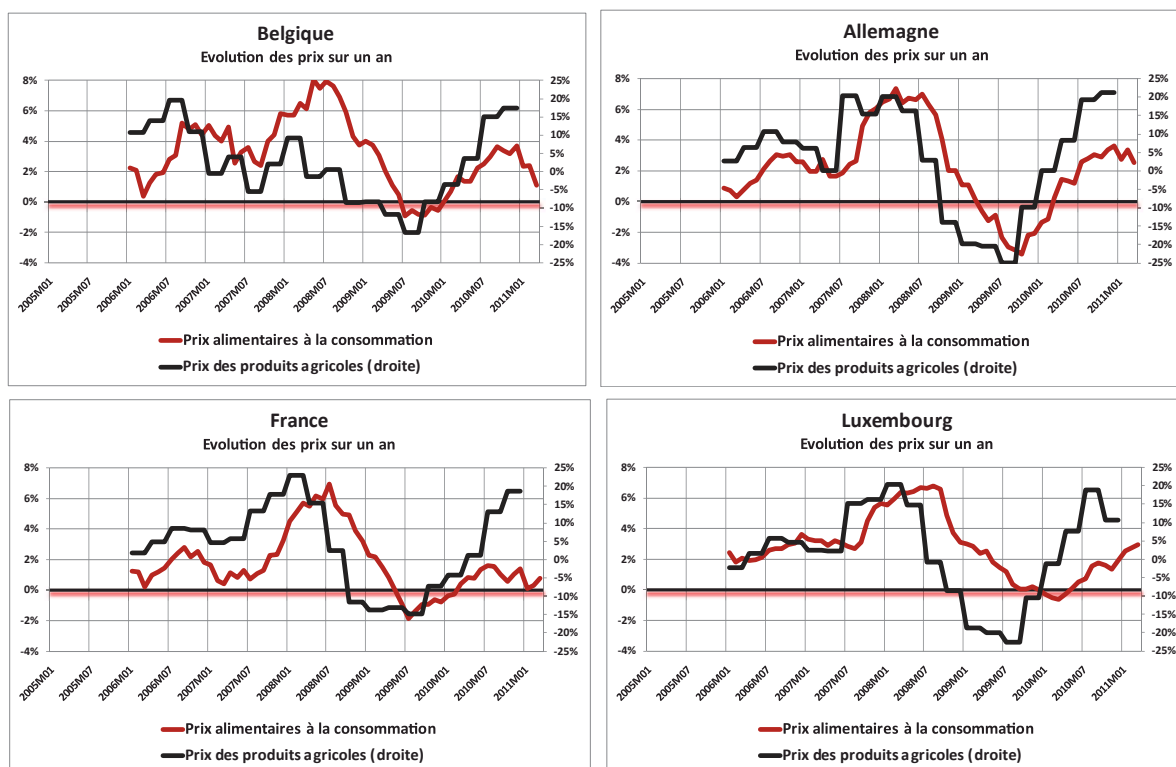 Belgique
Evolution des prix sur un an
8%
6%
4%
2%
0%
-2%
-4%
25%
20%
15%
10%
5%
0%
-5%
-10%
-15%
-20%
-25%
2005M01
2005M07
2006M01
2006M07
2007M01
2007M07
2008M01
2008M07
2009M01
2009M07
2010M01
2010M07
2011M01
Prix alimentaires à la consommation
Prix des produits agricoles (droite)
Allemagne
Evolution des prix sur un an
8%
6%
4%
2%
0%
-2%
-4%
25%
20%
15%
10%
5%
0%
-5%
-10%
-15%
-20%
-25%
2005M01
2005M07
2006M01
2006M07
2007M01
2007M07
2008M01
2008M07
2009M01
2009M07
2010M01
2010M07
2011M01
Prix alimentaires à la consommation
Prix des produits agricoles (droite)
France
Evolution des prix sur un an
8%
6%
4%
2%
0%
-2%
-4%
25%
20%
15%
10%
5%
0%
-5%
-10%
-15%
-20%
-25%
2005M01
2005M07
2006M01
2006M07
2007M01
2007M07
2008M01
2008M07
2009M01
2009M07
2010M01
2010M07
2011M01
Prix alimentaires à la consommation
Prix des produits agricoles (droite)
Luxembourg
Evolution des prix sur un an
8%
6%
4%
2%
0%
-2%
-4%
25%
20%
15%
10%
5%
0%
-5%
-10%
-15%
-20%
-25%
2005M01
2005M07
2006M01
2006M07
2007M01
2007M07
2008M01
2008M07
2009M01
2009M07
2010M01
2010M07
2011M01
Prix alimentaires à la consommation
Prix des produits agricoles (droite)